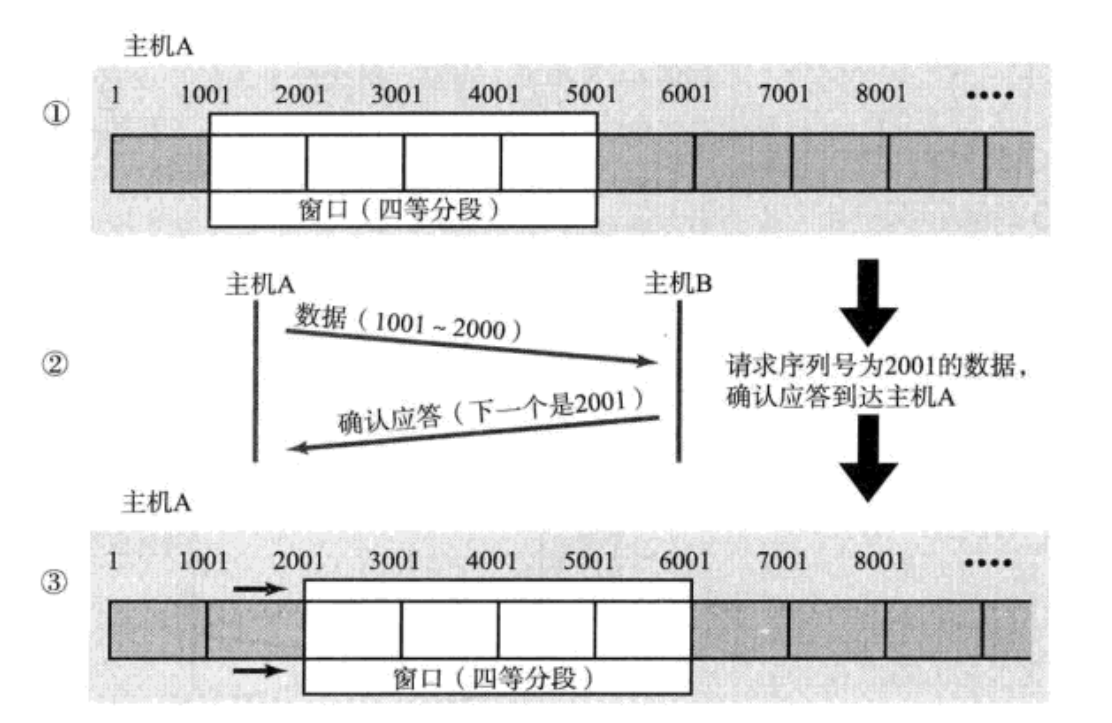 主机A
① 1 1001 2001 3001 4001 5001 6001 7001 8001 ••••
窗口（四等分段）
主机A 主机B
② 数据（1001～2000）
确认应答（下一个是2001）
请求序列号为2001的数据，
确认应答到达主机A
主机A
③ 1 1001 2001 3001 4001 5001 6001 7001 8001 ••••
窗口（四等分段）